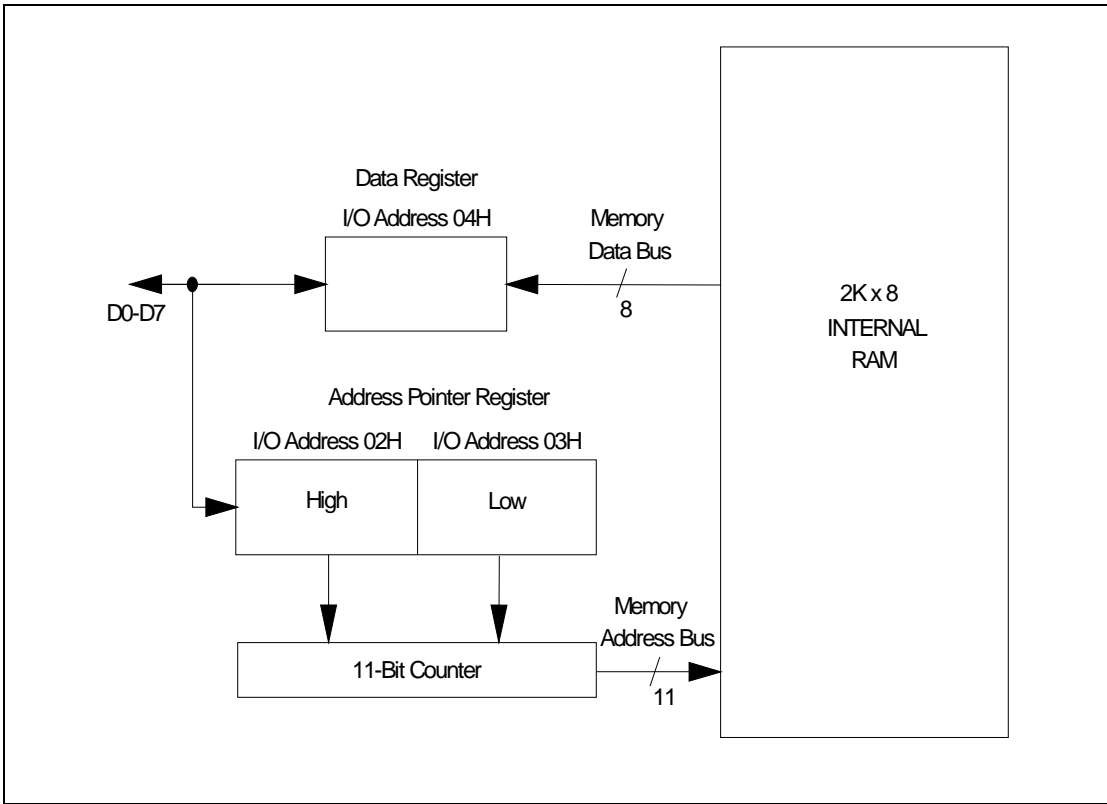 Data Register
I/O Address 04H
Memory
Data Bus
8
D0-D7
2K x 8
INTERNAL
RAM
Address Pointer Register
I/O Address 02H
I/O Address 03H
High
Low
Memory
Address Bus
11
11-Bit Counter